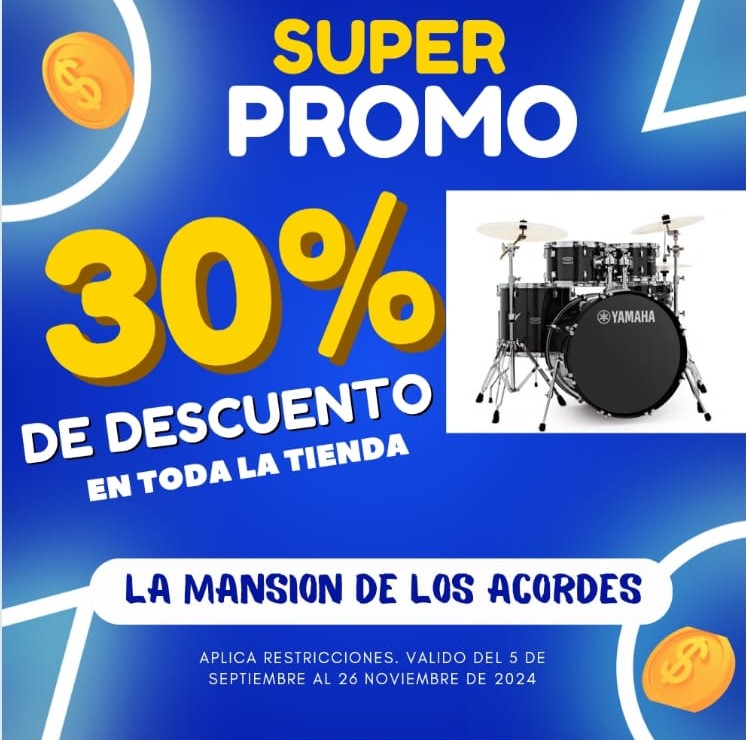 SUPER
PROMO
30%
DE DESCUENTO
EN TODA LA TIENDA
YAMAHA
LA MANSION DE LOS ACORDES
APLICA RESTRICCIONES. VALIDO DEL 5 DE
SEPTIEMBRE AL 26 NOVIEMBRE DE 2024